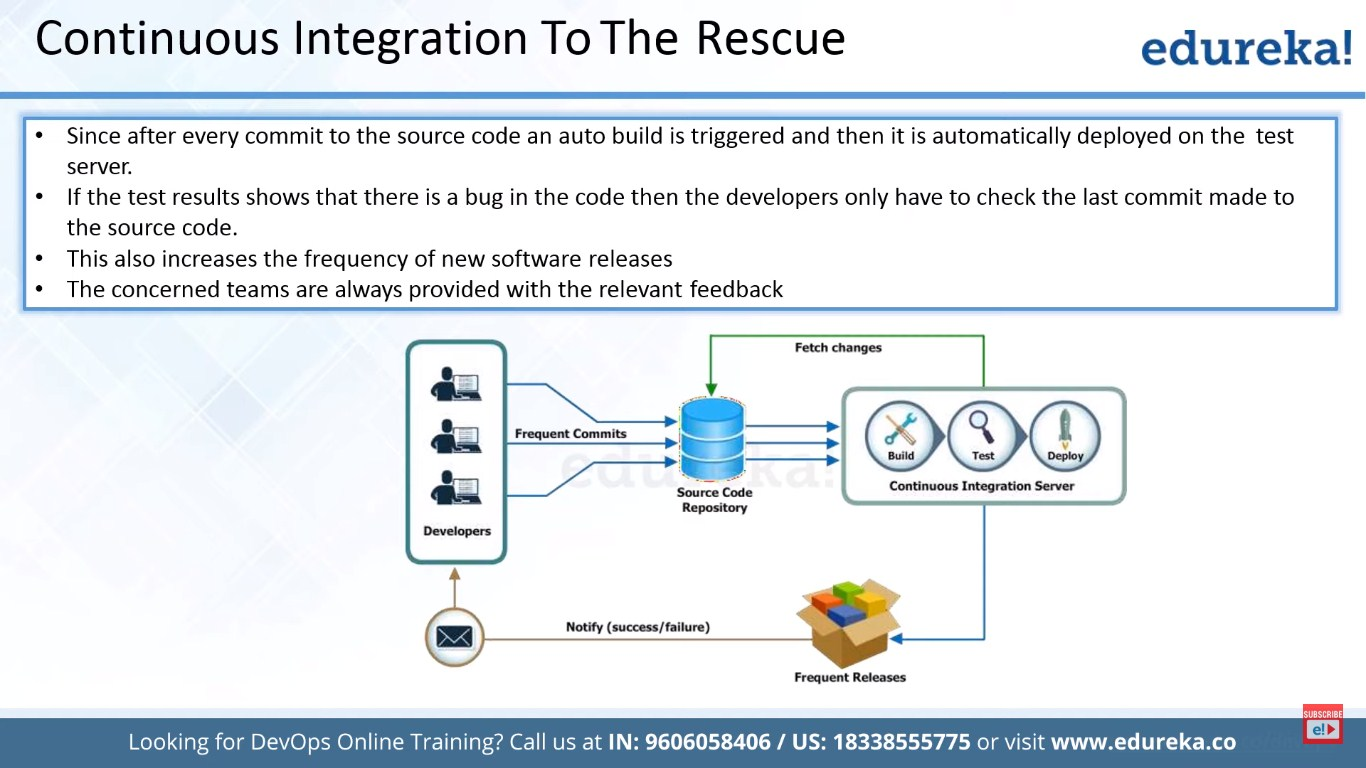 Continuous Integration To The Rescue
edureka!
• Since after every commit to the source code an auto build is triggered and then it is automatically deployed on the test
server.
• If the test results shows that there is a bug in the code then the developers only have to check the last commit made to
the source code.
• This also increases the frequency of new software releases
• The concerned teams are always provided with the relevant feedback
Fetch changes
Frequent Commits
Build
Test
Deploy
edureka!
Continuous Integration Server
Source Code
Repository
Developers
Notify (success/failure)
Frequent Releases
SUBSCRIBE
e!
Looking for DevOps Online Training? Call us at IN: 9606058406 / US: 18338555775 or visit www.edureka.co